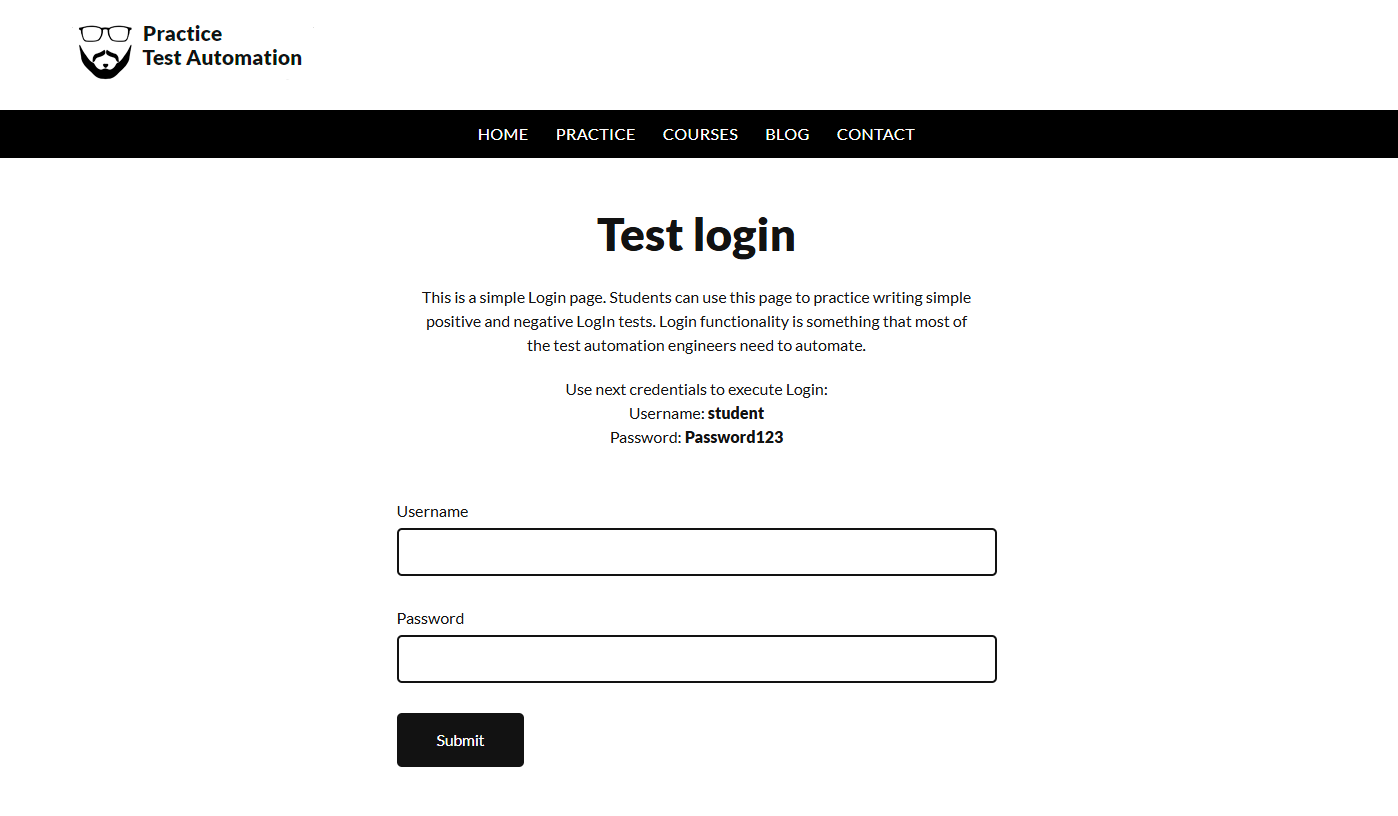 Practice
Test Automation
HOME PRACTICE COURSES BLOG CONTACT
Test login
This is a simple Login page. Students can use this page to practice writing simple
positive and negative LogIn tests. Login functionality is something that most of
the test automation engineers need to automate.
Use next credentials to execute Login:
Username: student
Password: Password123
Username
Password
Submit